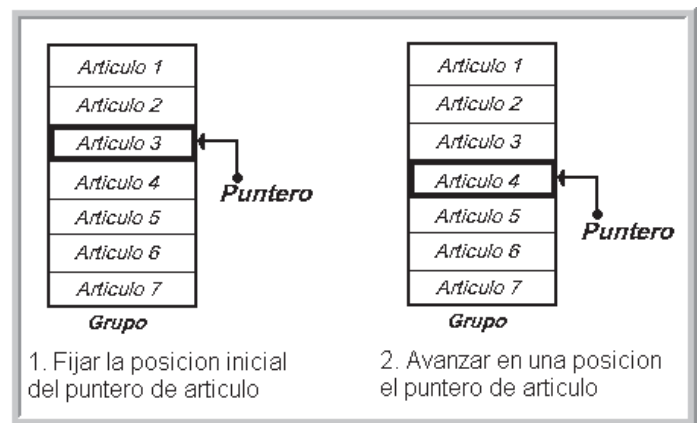 Articulo 1
Articulo 2
Articulo 3
Articulo 4
Articulo 5
Articulo 6
Articulo 7
Puntero
Grupo
1. Fijar la posicion inicial
del puntero de articulo
Articulo 1
Articulo 2
Articulo 3
Articulo 4
Articulo 5
Articulo 6
Articulo 7
Puntero
Grupo
2. Avanzar en una posicion
el puntero de articulo